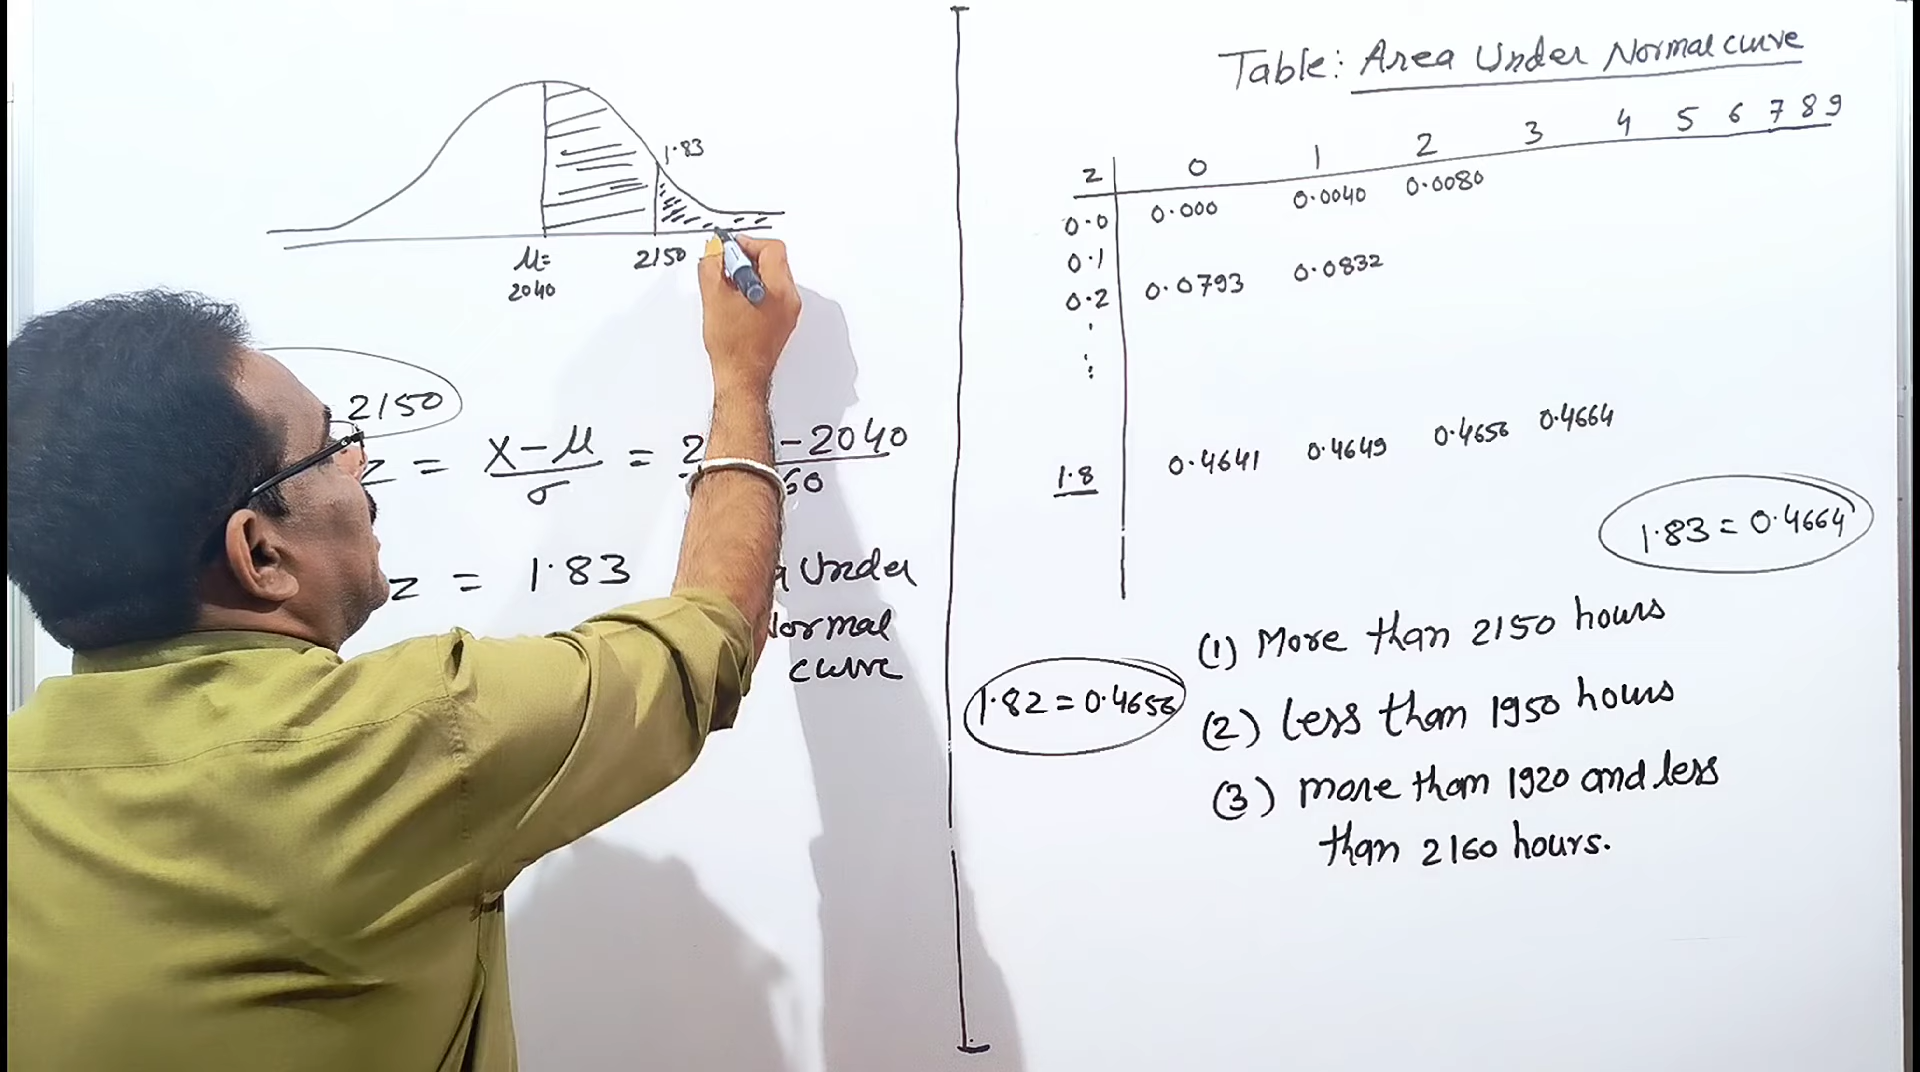 1.83
μ=
2040
2150
2150
z = X-μ/σ = 2 -2040/60
z = 1.83
Under
Normal
curve
Table: Area Under Normal curve
z 0 1 2 3 4 5 6 7 8 9
0.0 0.000 0.0040 0.0080
0.1
0.2 0.0793 0.0832
1.8 0.4641 0.4649 0.4656 0.4664
1.83 = 0.4664
1.82 = 0.4656
(1) More than 2150 hours
(2) Less than 1950 hours
(3) more than 1920 and less
than 2160 hours.